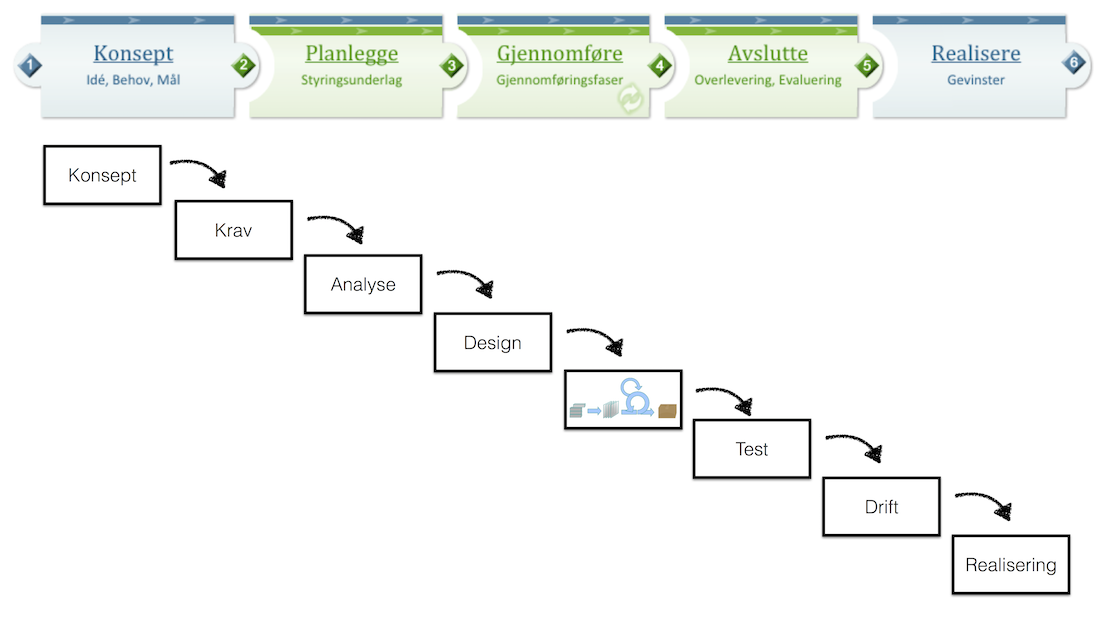 1
Konsept
Idé, Behov, Mål
2
Planlegge
Styringsunderlag
3
Gjennomføre
Gjennomføringsfaser
4
Avslutte
Overlevering, Evaluering
5
Realisere
Gevinster
6
Konsept
Krav
Analyse
Design
Test
Drift
Realisering